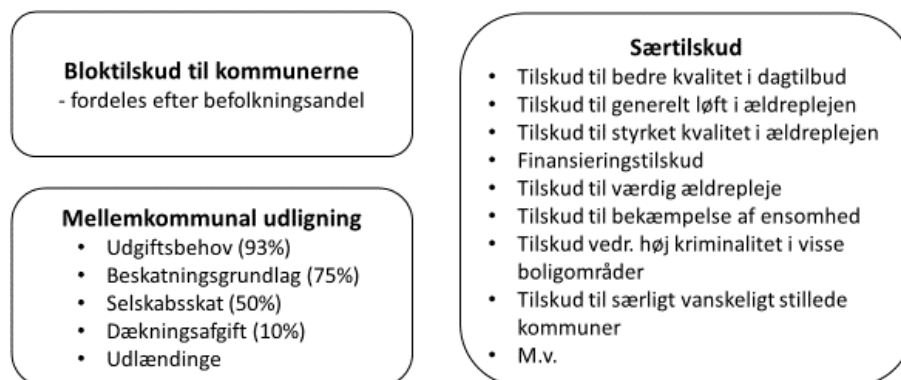 Bloktilskud til kommunerne
- fordeles efter befolkningsandel
Mellemkommunal udligning
• Udgiftsbehov (93%)
• Beskatningsgrundlag (75%)
• Selskabsskat (50%)
• Dækningsafgift (10%)
• Udlændinge
Særtilskud
• Tilskud til bedre kvalitet i dagtilbud
• Tilskud til generelt løft i ældreplejen
• Tilskud til styrket kvalitet i ældreplejen
• Finansieringtilskud
• Tilskud til værdig ældrepleje
• Tilskud til bekæmpelse af ensomhed
• Tilskud vedr. høj kriminalitet i visse
boligområder
• Tilskud til særligt vanskeligt stillede
kommuner
• M.v.